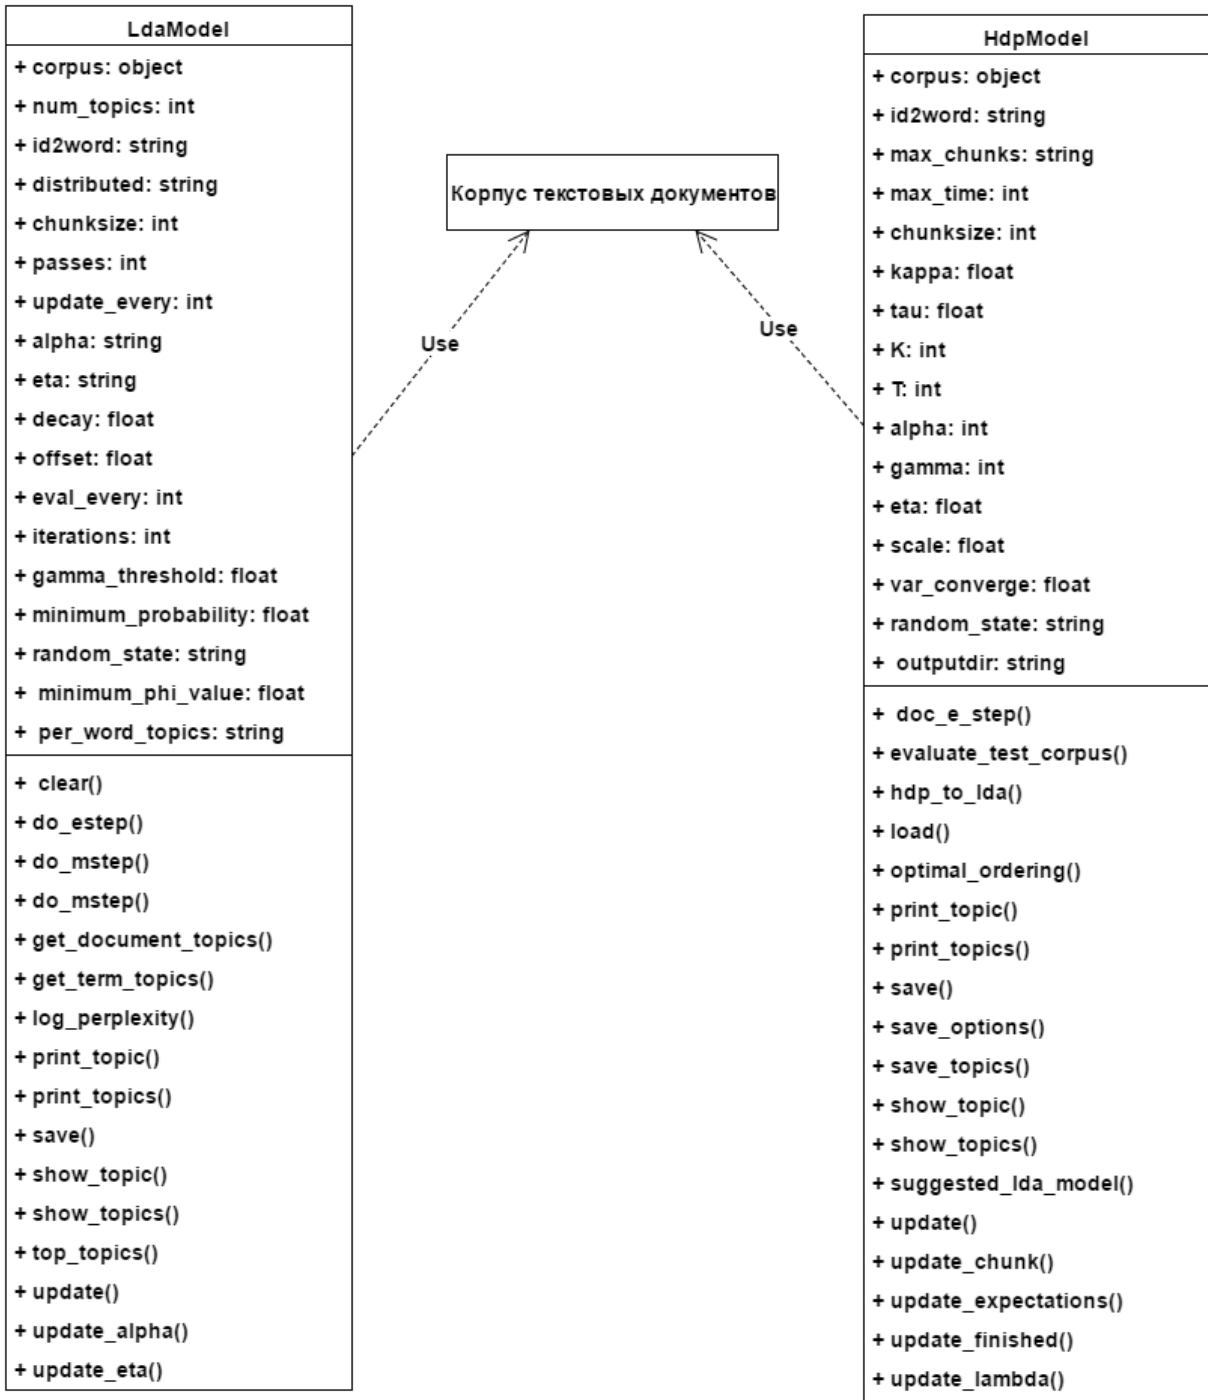 LdaModel
+ corpus: object
+ num_topics: int
+ id2word: string
+ distributed: string
+ chunksize: int
+ passes: int
+ update_every: int
+ alpha: string
+ eta: string
+ decay: float
+ offset: float
+ eval_every: int
+ iterations: int
+ gamma_threshold: float
+ minimum_probability: float
+ random_state: string
+ minimum_phi_value: float
+ per_word_topics: string
+ clear()
+ do_estep()
+ do_mstep()
+ do_mstep()
+ get_document_topics()
+ get_term_topics()
+ log_perplexity()
+ print_topic()
+ print_topics()
+ save()
+ show_topic()
+ show_topics()
+ top_topics()
+ update()
+ update_alpha()
+ update_eta()
Корпус текстовых документов
Use
Use
HdpModel
+ corpus: object
+ id2word: string
+ max_chunks: string
+ max_time: int
+ chunksize: int
+ kappa: float
+ tau: float
+ K: int
+ T: int
+ alpha: int
+ gamma: int
+ eta: float
+ scale: float
+ var_converge: float
+ random_state: string
+ outputdir: string
+ doc_e_step()
+ evaluate_test_corpus()
+ hdp_to_lda()
+ load()
+ optimal_ordering()
+ print_topic()
+ print_topics()
+ save()
+ save_options()
+ save_topics()
+ show_topic()
+ show_topics()
+ suggested_lda_model()
+ update()
+ update_chunk()
+ update_expectations()
+ update_finished()
+ update_lambda()